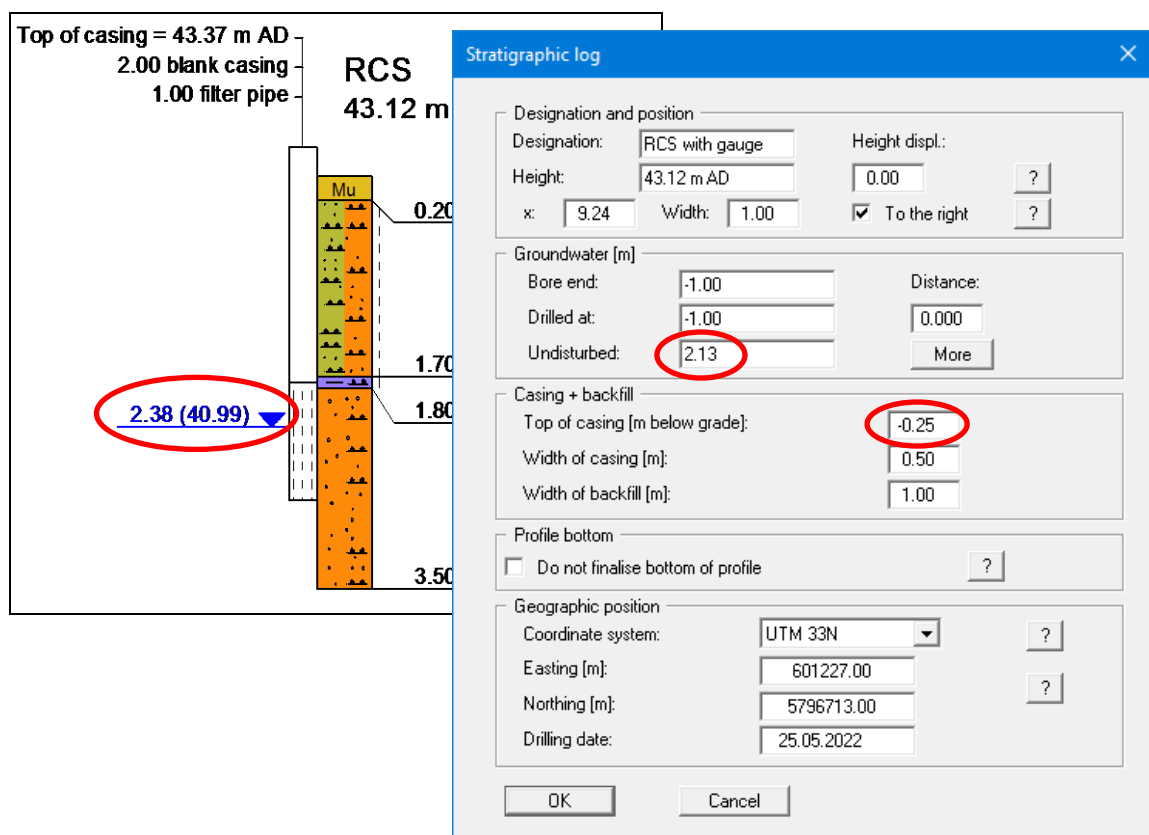 Top of casing = 43.37 m AD
2.00 blank casing
1.00 filter pipe
RCS
43.12 m
Mu
0.20
1.70
1.80
2.38 (40.99)
3.50
Stratigraphic log
Designation and position
Designation: RCS with gauge Height displ.:
Height: 43.12 m AD 0.00 ?
x: 9.24 Width: 1.00 To the right ?
Groundwater [m]
Bore end: -1.00 Distance:
Drilled at: -1.00 0.000
Undisturbed: 2.13 More
Casing + backfill
Top of casing [m below grade]: -0.25
Width of casing [m]: 0.50
Width of backfill [m]: 1.00
Profile bottom
Do not finalise bottom of profile ?
Geographic position
Coordinate system: UTM 33N ?
Easting [m]: 601227.00
?
Northing [m]: 5796713.00
Drilling date: 25.05.2022
OK Cancel